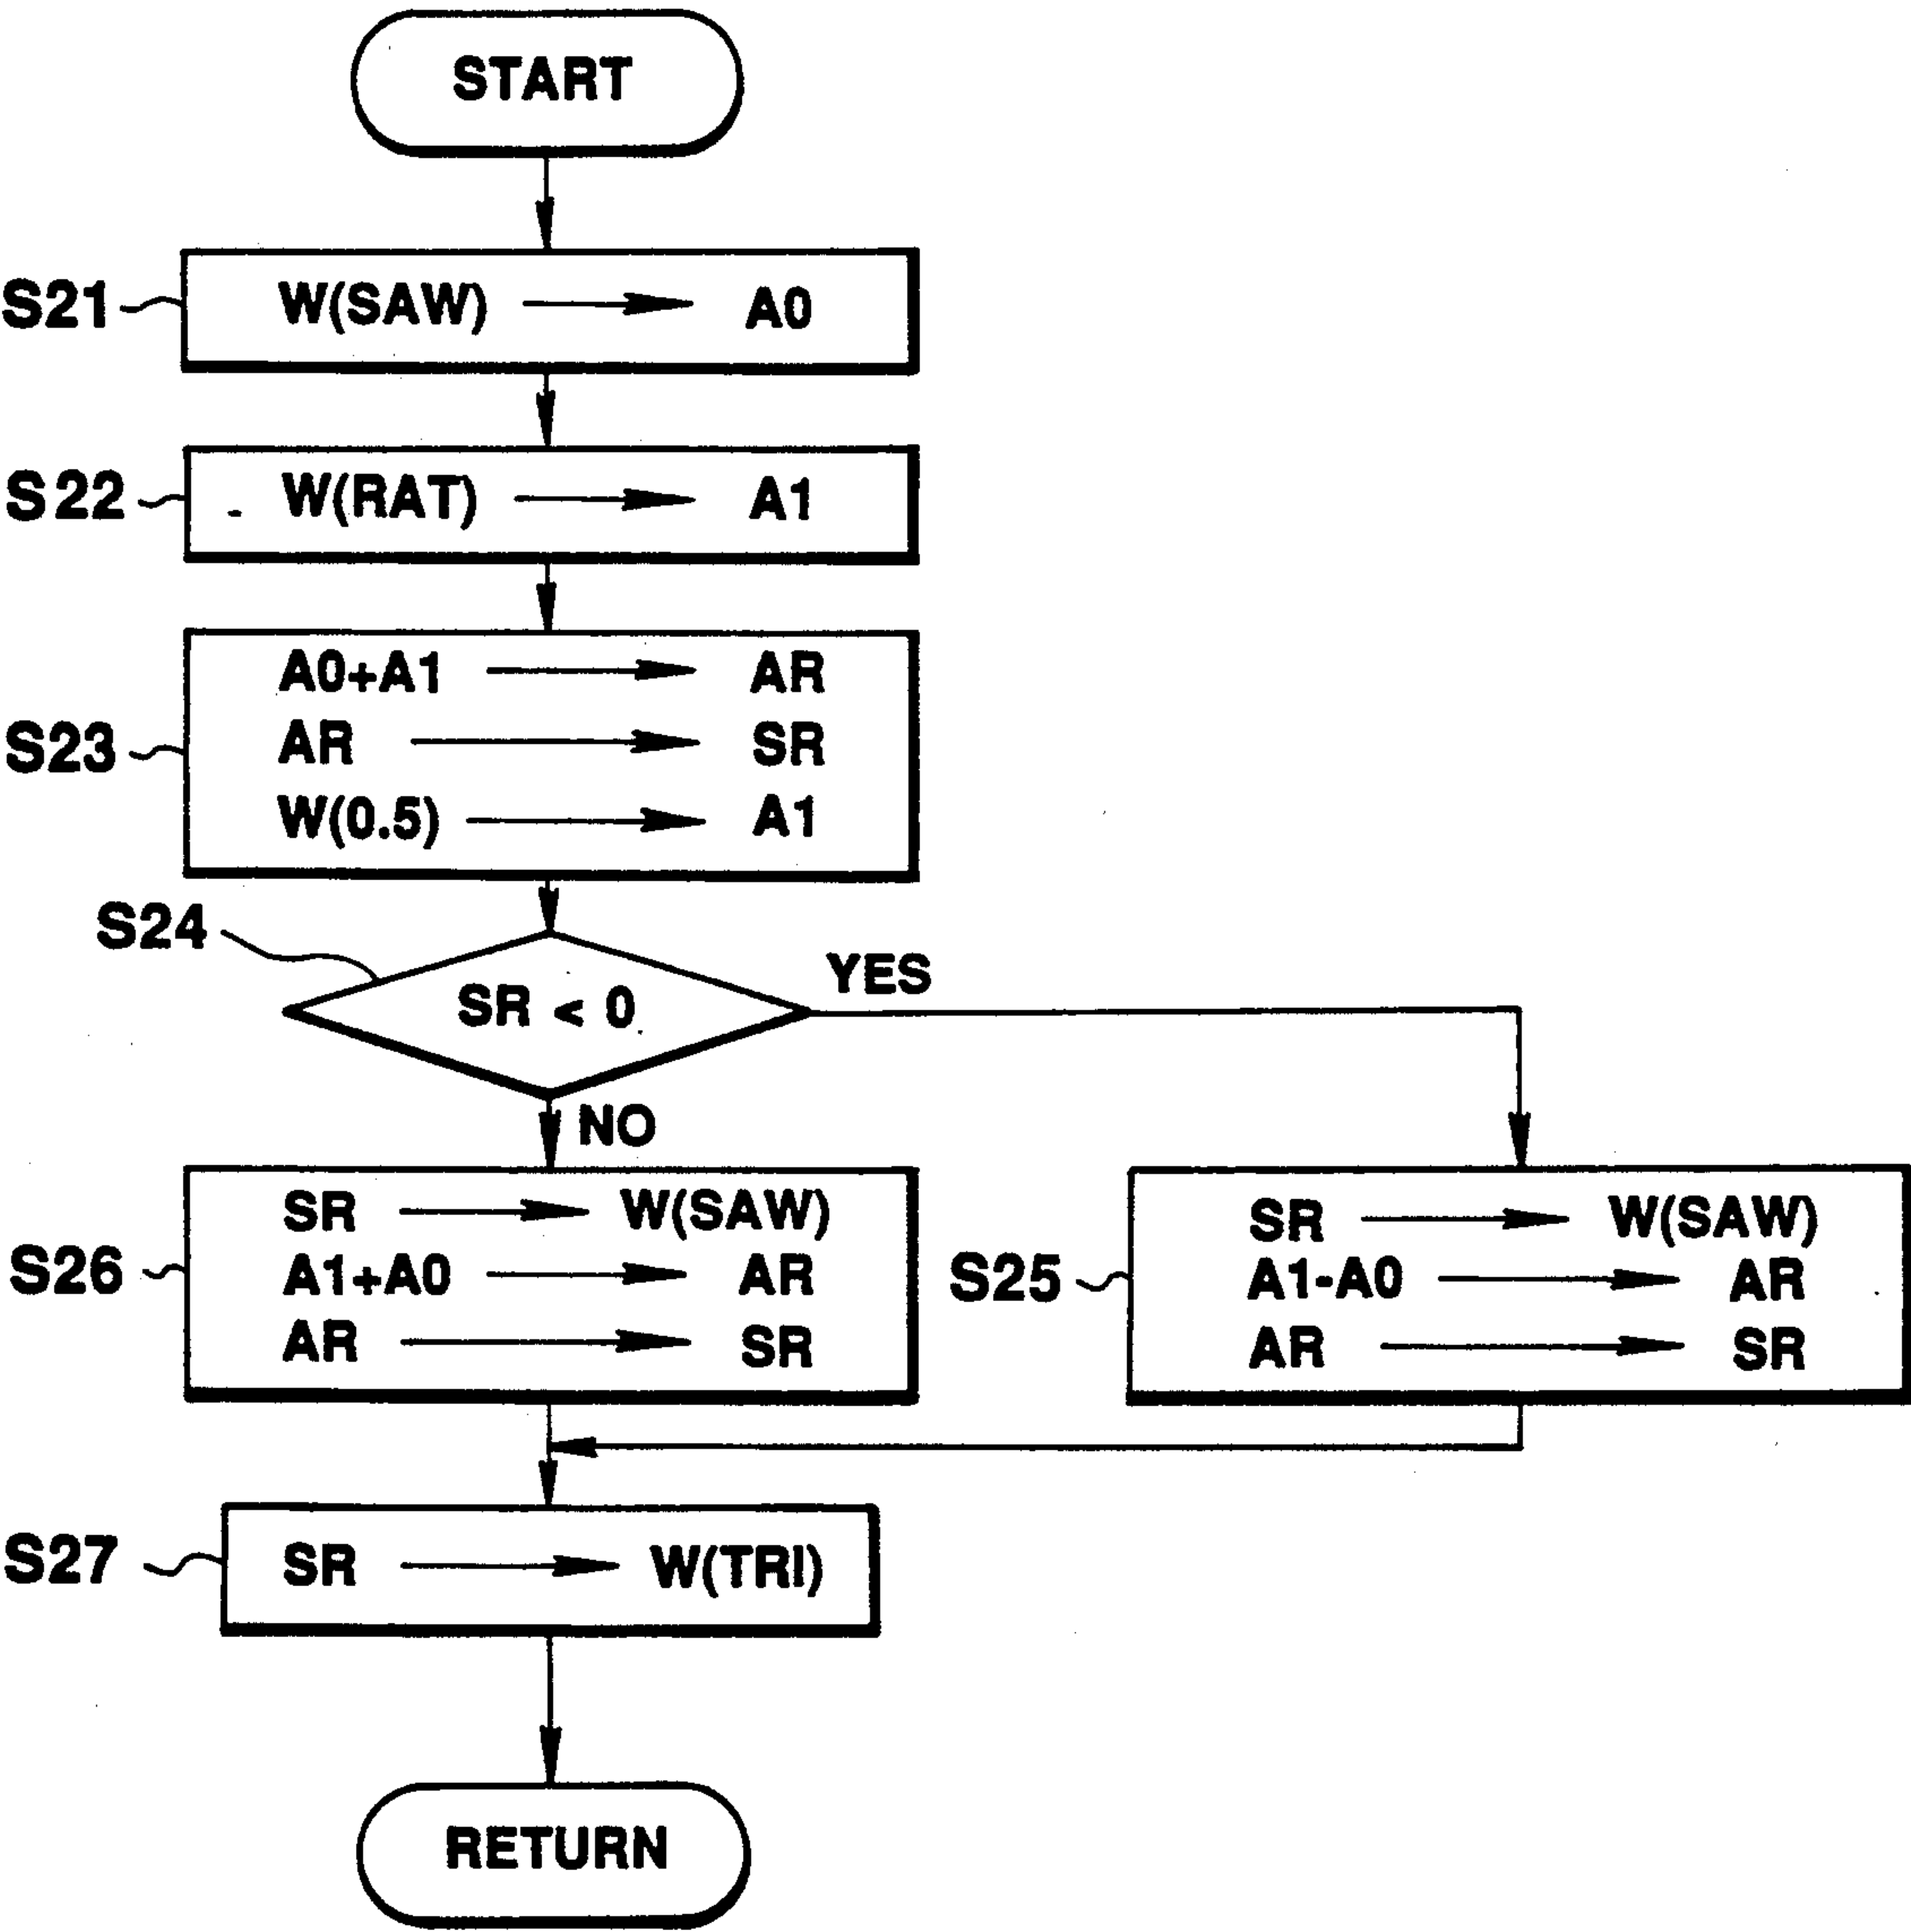 START
S21
W(SAW) → A0
S22
W(RAT) → A1
S23
A0+A1 → AR
AR → SR
W(0.5) → A1
S24
SR < 0
YES
NO
S26
SR → W(SAW)
A1+A0 → AR
AR → SR
S25
SR → W(SAW)
A1-A0 → AR
AR → SR
S27
SR → W(TRI)
RETURN